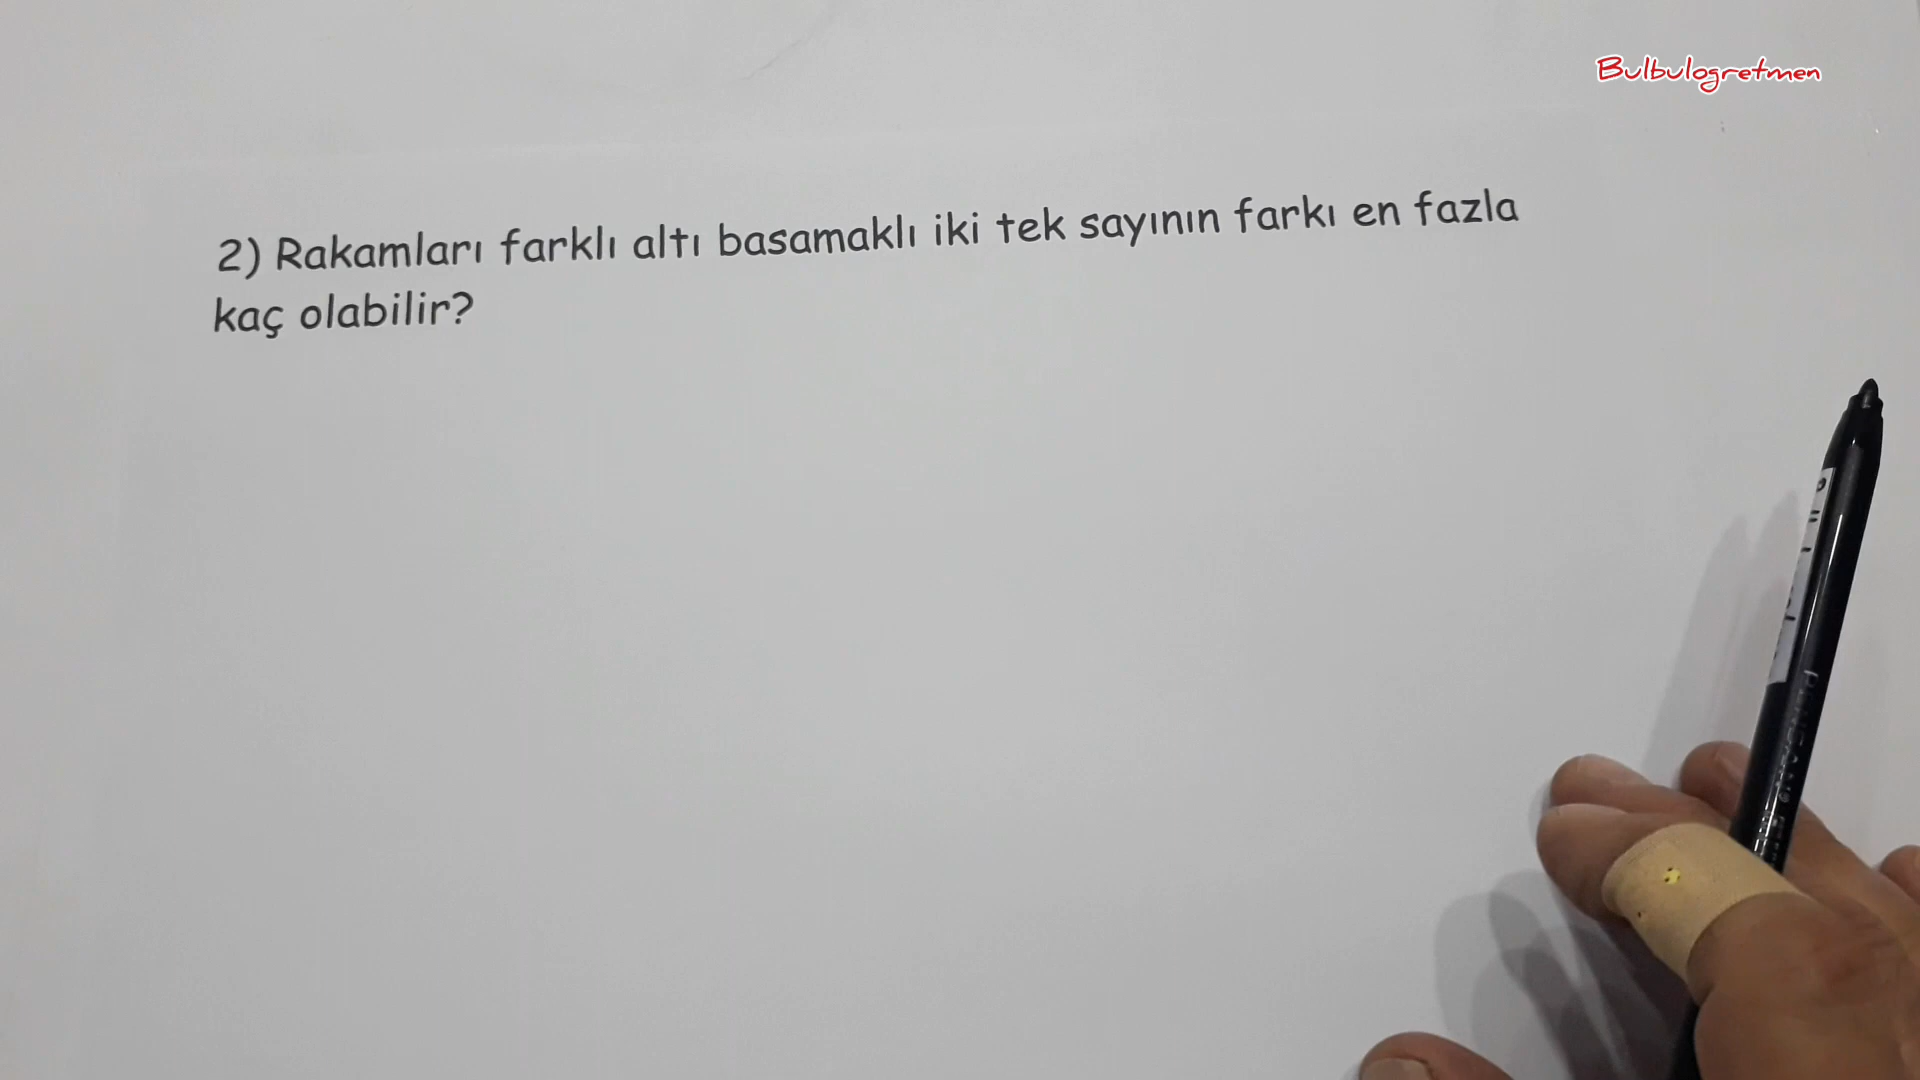 Bulbulogretmen
2) Rakamları farklı altı basamaklı iki tek sayının farkı en fazla
kaç olabilir?